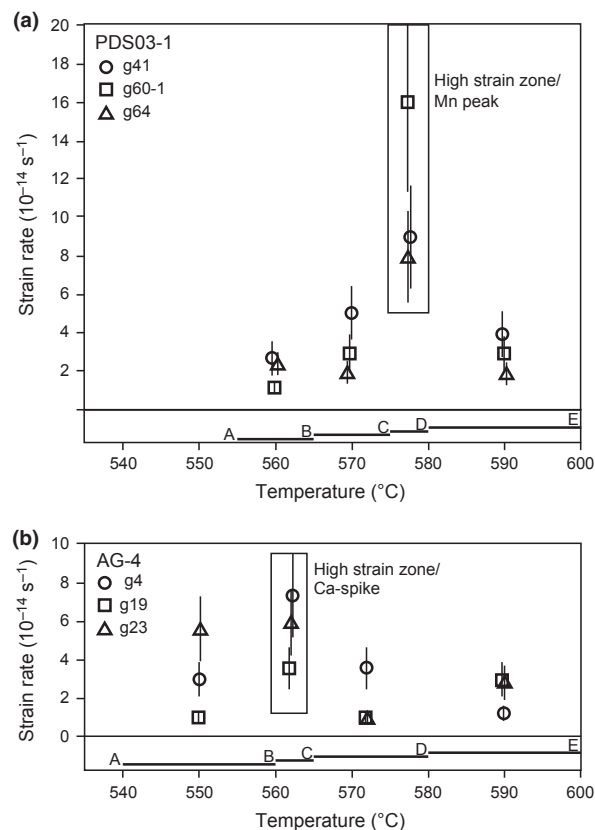 (a)
PDS03-1
g41
g60-1
g64
High strain zone/
Mn peak
20
18
16
14
12
10
8
6
4
2
Strain rate (10⁻¹⁴ s⁻¹)
A B C D E
540 550 560 570 580 590 600
Temperature (°C)
(b)
AG-4
g4
g19
g23
High strain zone/
Ca-spike
10
8
6
4
2
0
Strain rate (10⁻¹⁴ s⁻¹)
A B C D E
540 550 560 570 580 590 600
Temperature (°C)